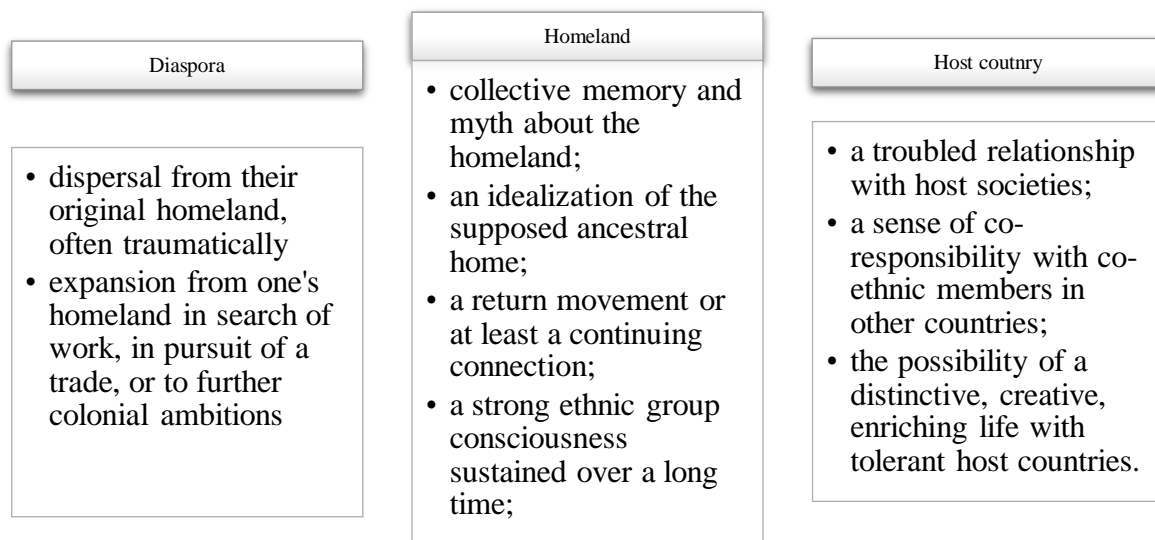 Diaspora
• dispersal from their
original homeland,
often traumatically
• expansion from one's
homeland in search of
work, in pursuit of a
trade, or to further
colonial ambitions
Homeland
• collective memory and
myth about the
homeland;
• an idealization of the
supposed ancestral
home;
• a return movement or
at least a continuing
connection;
• a strong ethnic group
consciousness
sustained over a long
time;
Host coutnry
• a troubled relationship
with host societies;
• a sense of co-
responsibility with co-
ethnic members in
other countries;
• the possibility of a
distinctive, creative,
enriching life with
tolerant host countries.